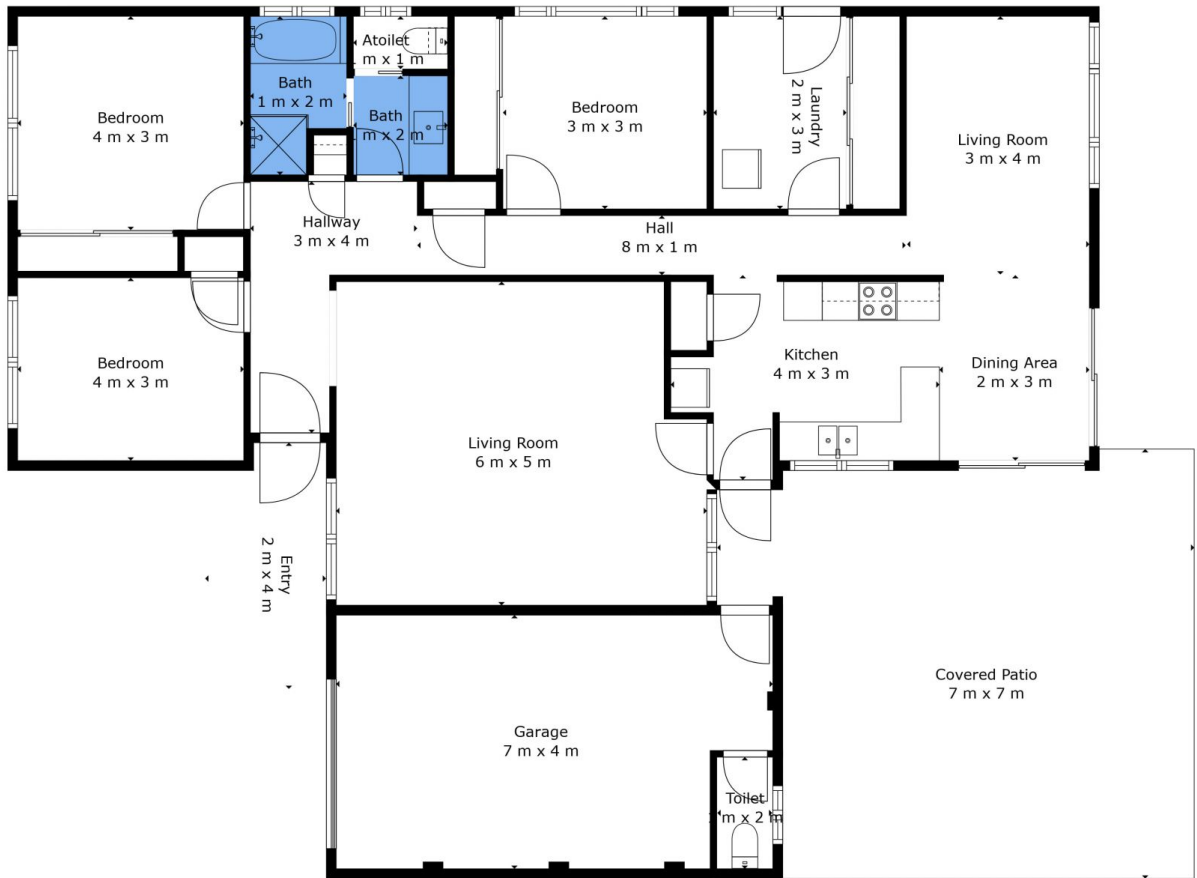 Bedroom
4 m x 3 m
Bath
1 m x 2 m
Atoilet
m x 1 m
Bath
m x 2 m
Bedroom
3 m x 3 m
Laundry
2 m x 3 m
Living Room
3 m x 4 m
Hallway
3 m x 4 m
Hall
8 m x 1 m
Bedroom
4 m x 3 m
Kitchen
4 m x 3 m
Dining Area
2 m x 3 m
Living Room
6 m x 5 m
Entry
2 m x 4 m
Covered Patio
7 m x 7 m
Garage
7 m x 4 m
Toilet
m x 2 m